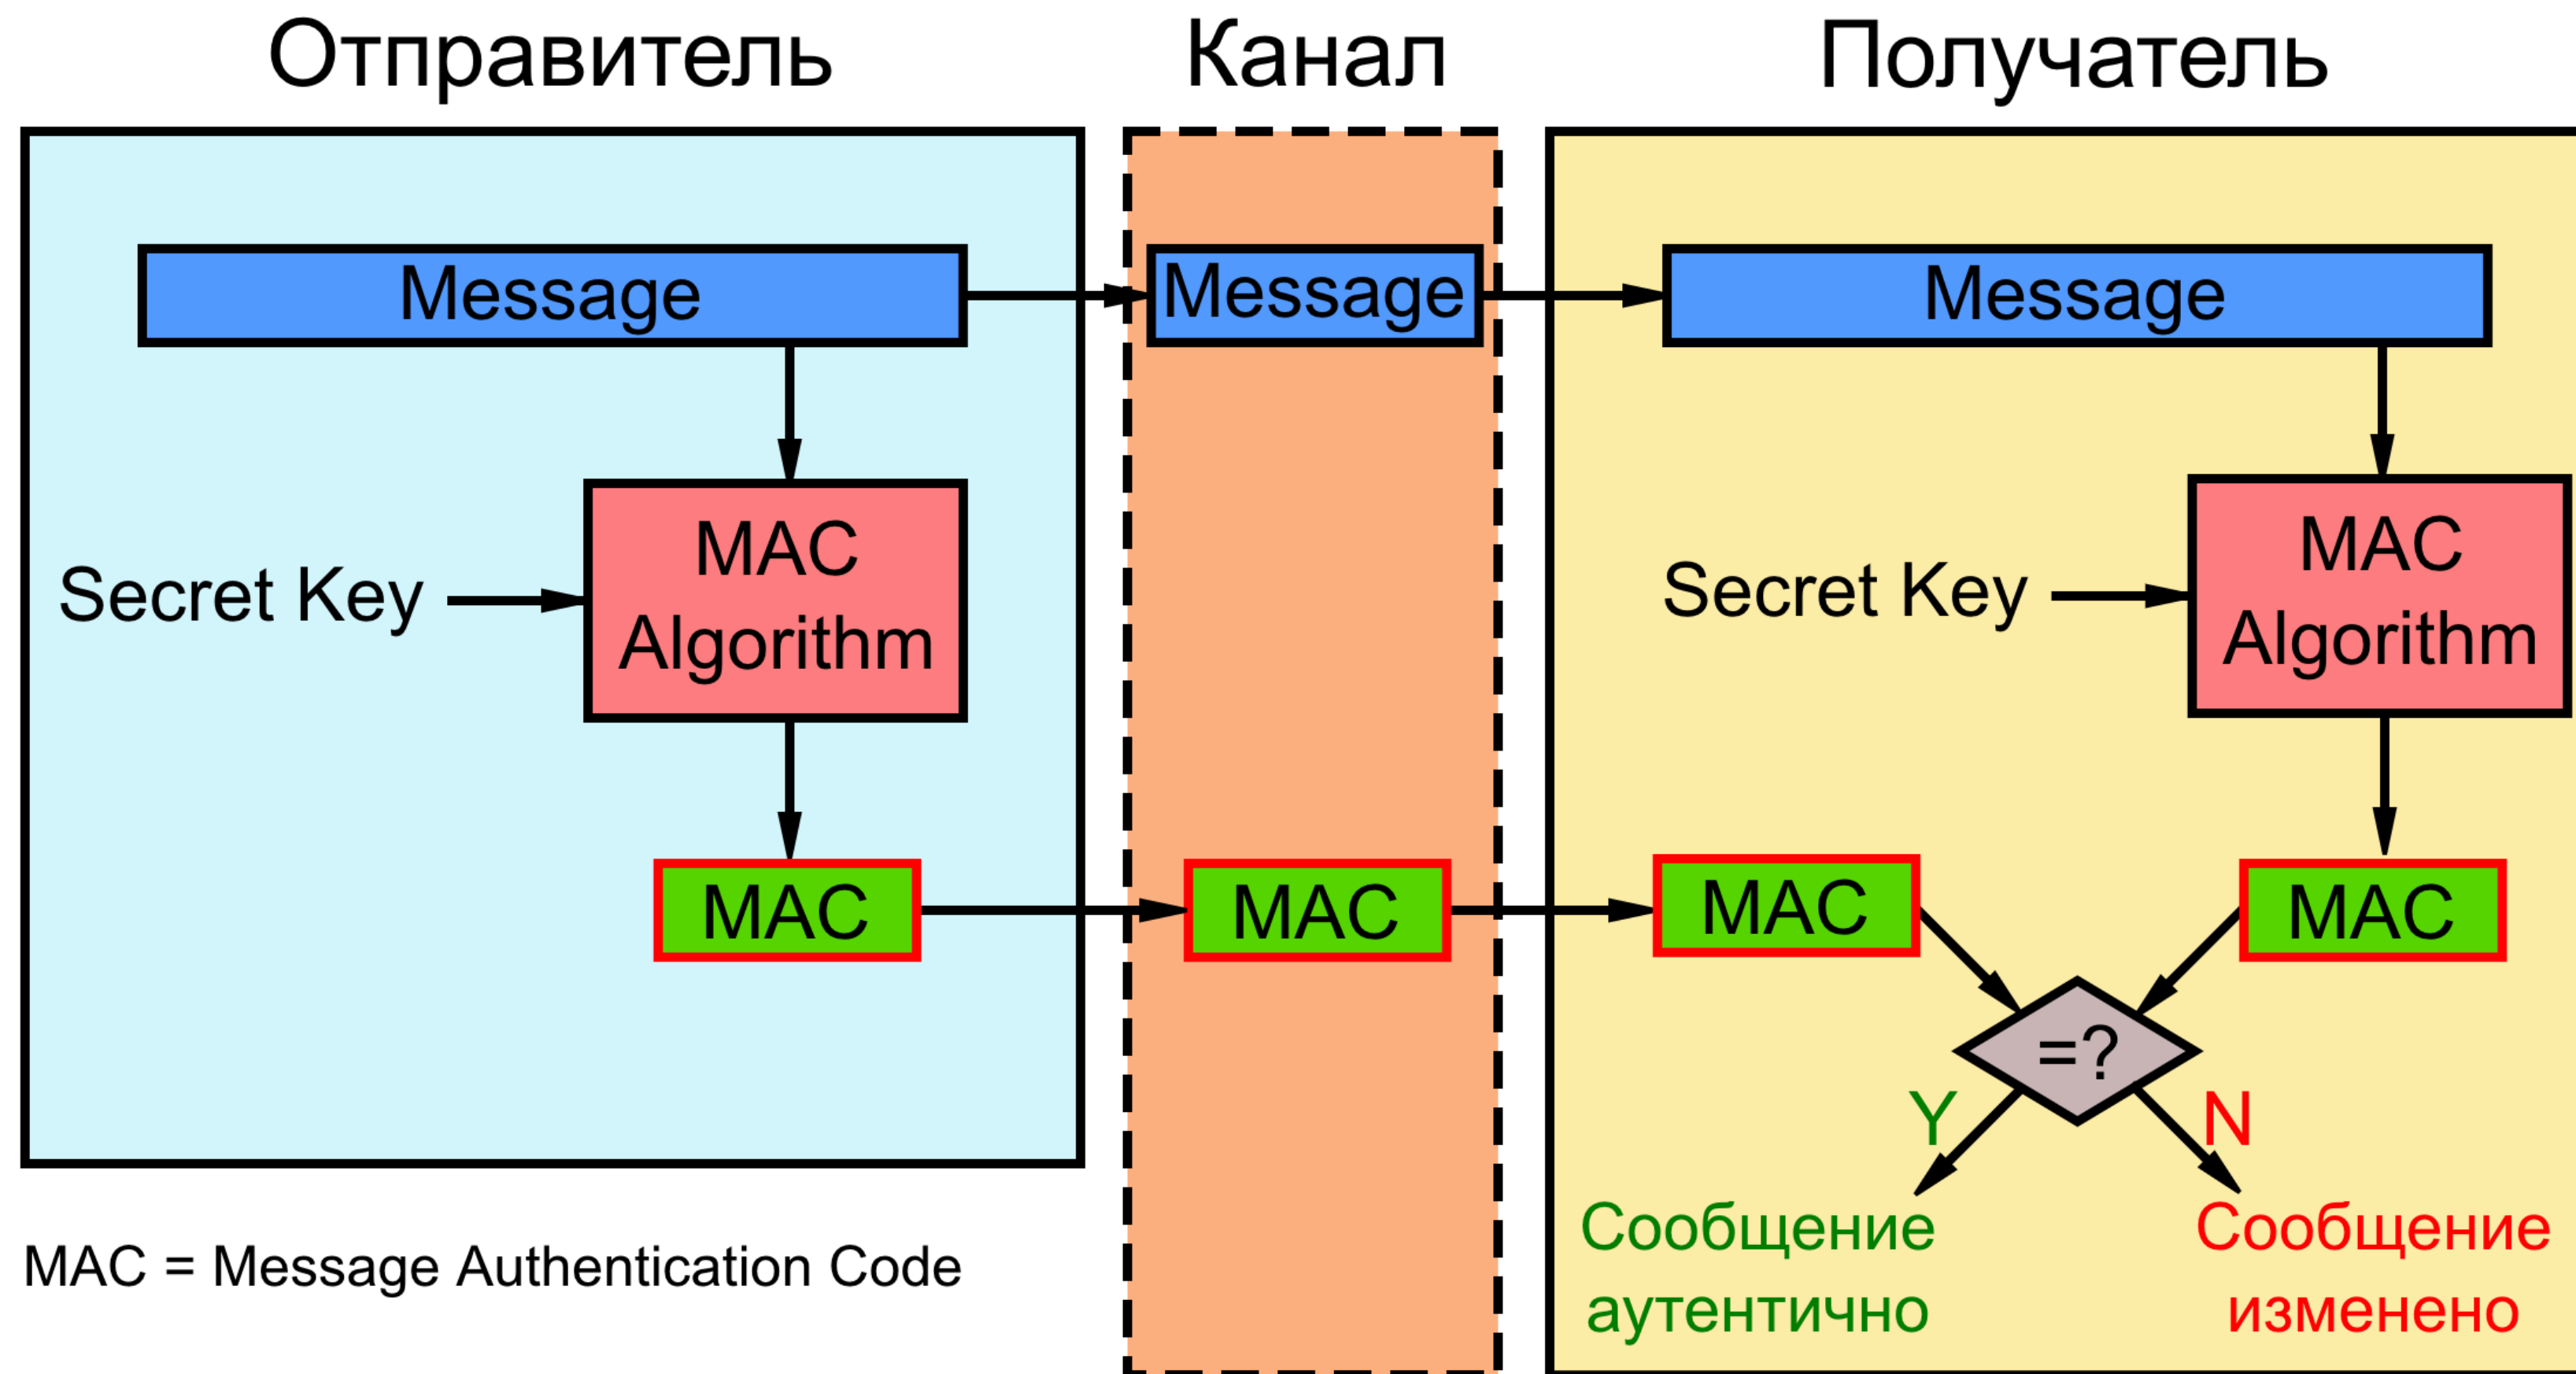 Отправитель
Канал
Получатель
Message
Message
Message
MAC
Algorithm
Secret Key
MAC
Algorithm
Secret Key
MAC
MAC
MAC
MAC
=?
Y
N
Сообщение
аутентично
Сообщение
изменено
MAC = Message Authentication Code